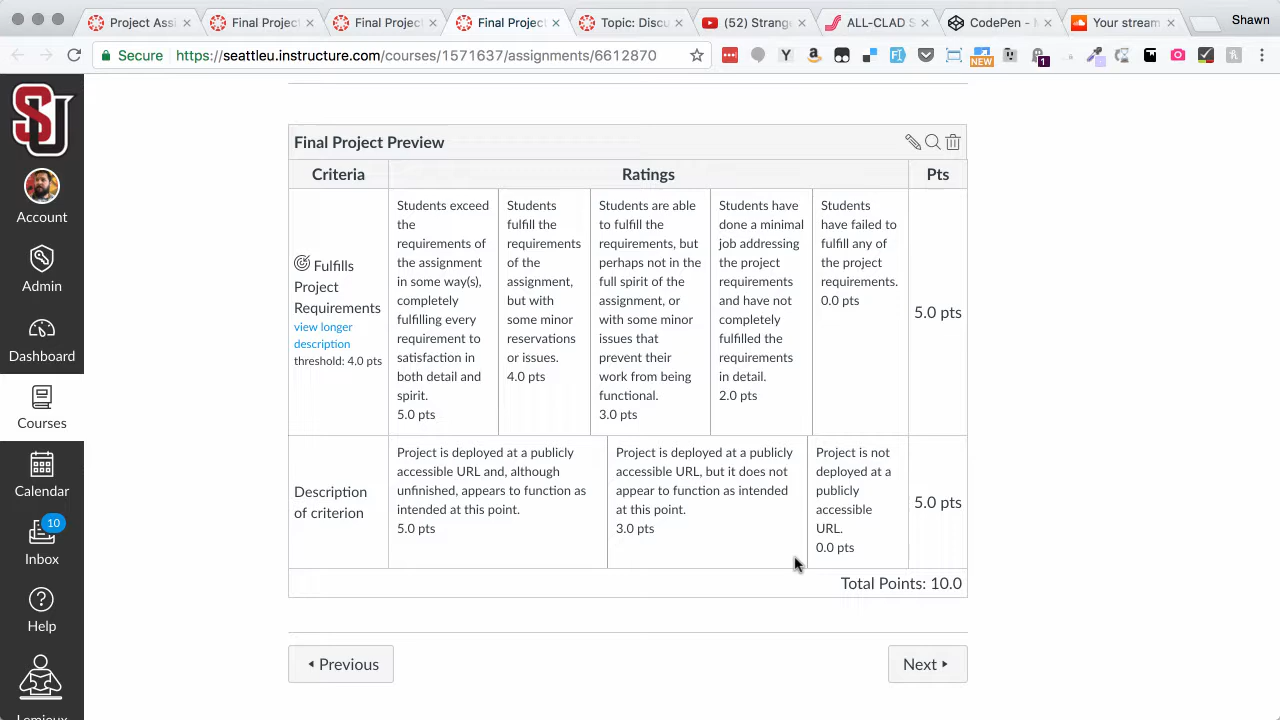 Project Assi
Final Project
Final Project
Final Project
Topic: Discu
(52) Strange
ALL-CLAD S
CodePen - I
Your stream
Shawn
Secure
https://seattleu.instructure.com/courses/1571637/assignments/6612870
NEW
1
SU
Account
Admin
Dashboard
Courses
Calendar
10
Inbox
Help
Final Project Preview
Criteria
Ratings
Pts
Fulfills
Project
Requirements
view longer
description
threshold: 4.0 pts
Students exceed
the
requirements of
the assignment
in some way(s),
completely
fulfilling every
requirement to
satisfaction in
both detail and
spirit.
5.0 pts
Students
fulfill the
requirements
of the
assignment,
but with
some minor
reservations
or issues.
4.0 pts
Students are able
to fulfill the
requirements, but
perhaps not in the
full spirit of the
assignment, or
with some minor
issues that
prevent their
work from being
functional.
3.0 pts
Students have
done a minimal
job addressing
the project
requirements
and have not
completely
fulfilled the
requirements
in detail.
2.0 pts
Students
have failed to
fulfill any of
the project
requirements.
0.0 pts
5.0 pts
Description
of criterion
Project is deployed at a publicly
accessible URL and, although
unfinished, appears to function as
intended at this point.
5.0 pts
Project is deployed at a publicly
accessible URL, but it does not
appear to function as intended
at this point.
3.0 pts
Project is not
deployed at a
publicly
accessible
URL.
0.0 pts
5.0 pts
Total Points: 10.0
Previous
Next